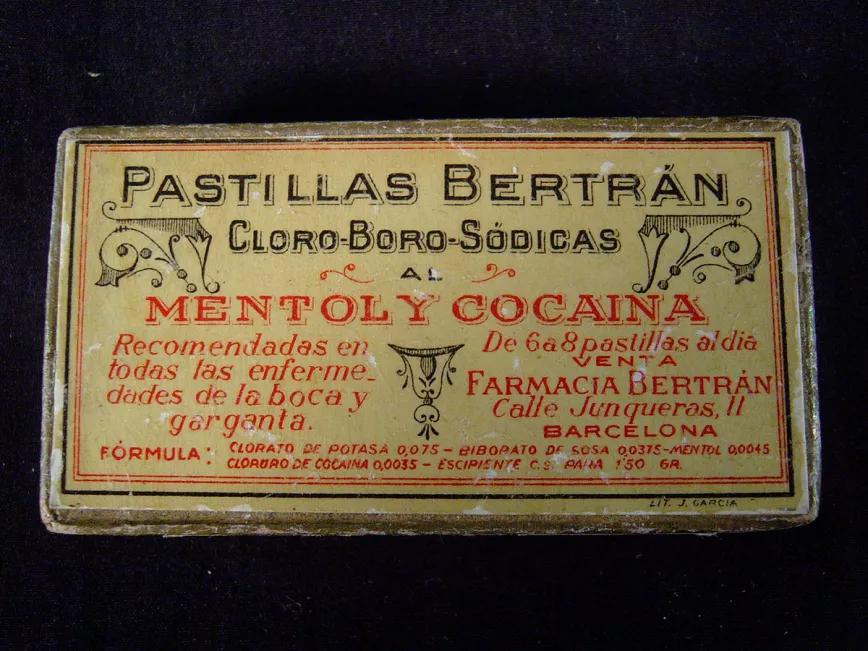 PASTILLAS BERTRÁN
CLORO-BORO-SÓDICAS
AL
MENTOL Y COCAINA
Recomendadas en
todas las enferme-
dades de la boca y
garganta.
De 6 a 8 pastillas al dia
VENTA
FARMACIA BERTRÁN
Calle Junqueras, 11
BARCELONA
FÓRMULA: CLORATO DE POTASA 0,075 - BIBORATO DE SOSA 0,0375 - MENTOL 0,0045
CLORURO DE COCAINA 0,0035 - ESCIPIENTE C.S. PARA 1'50 GR.
LIT. J. GARCIA